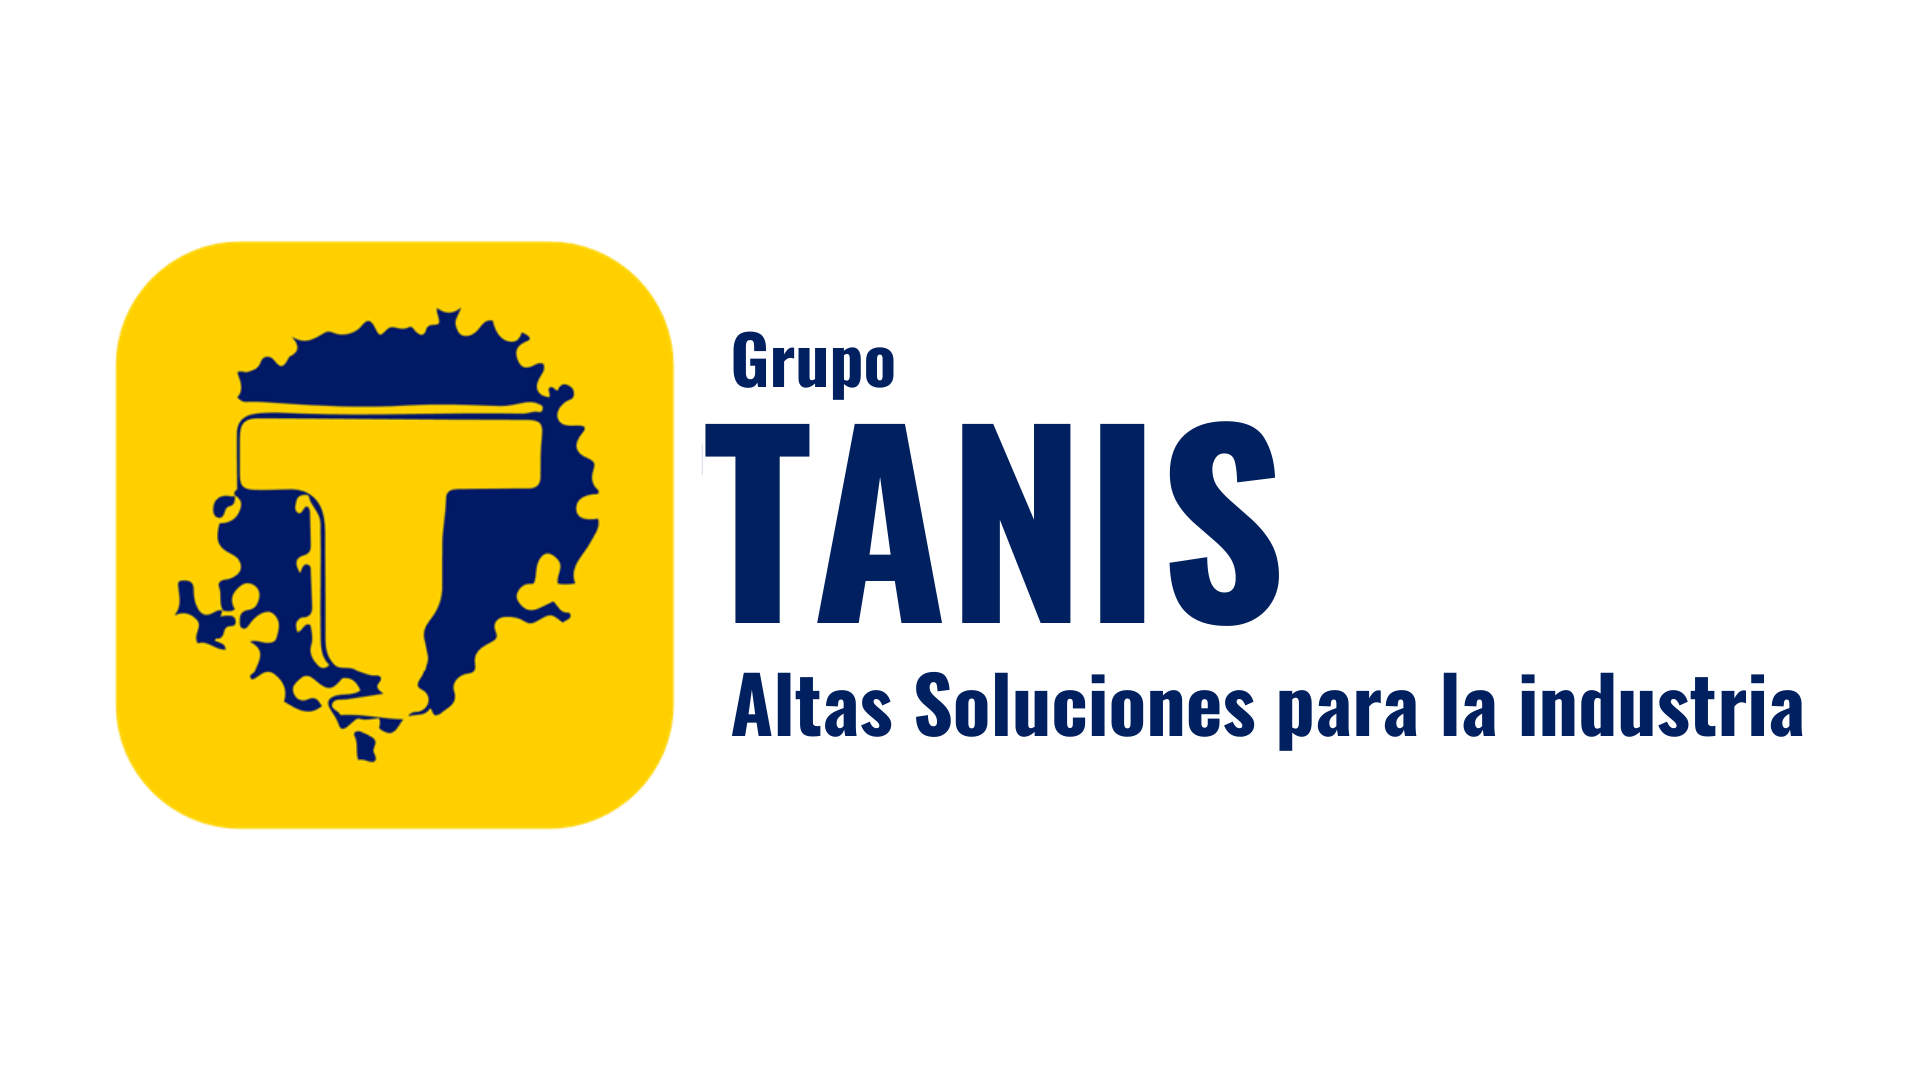 T
Grupo
TANIS
Altas Soluciones para la industria